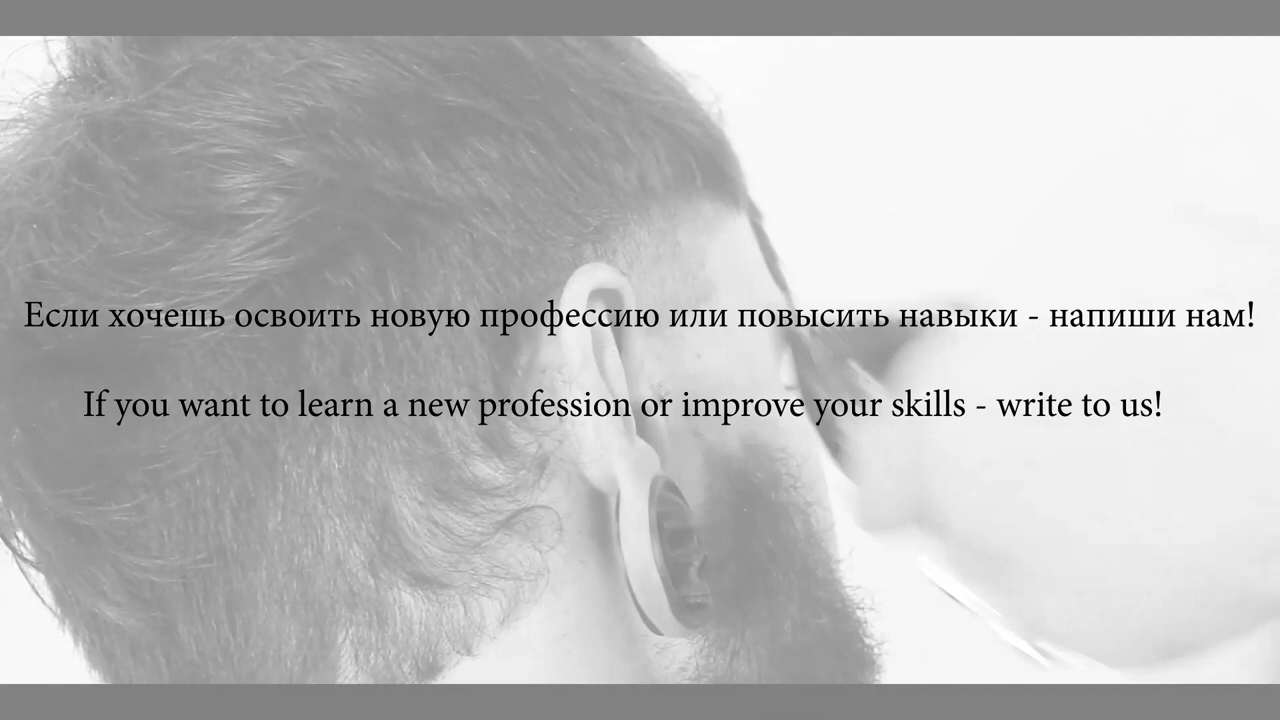 Если хочешь освоить новую профессию или повысить навыки - напиши нам!
If you want to learn a new profession or improve your skills - write to us!